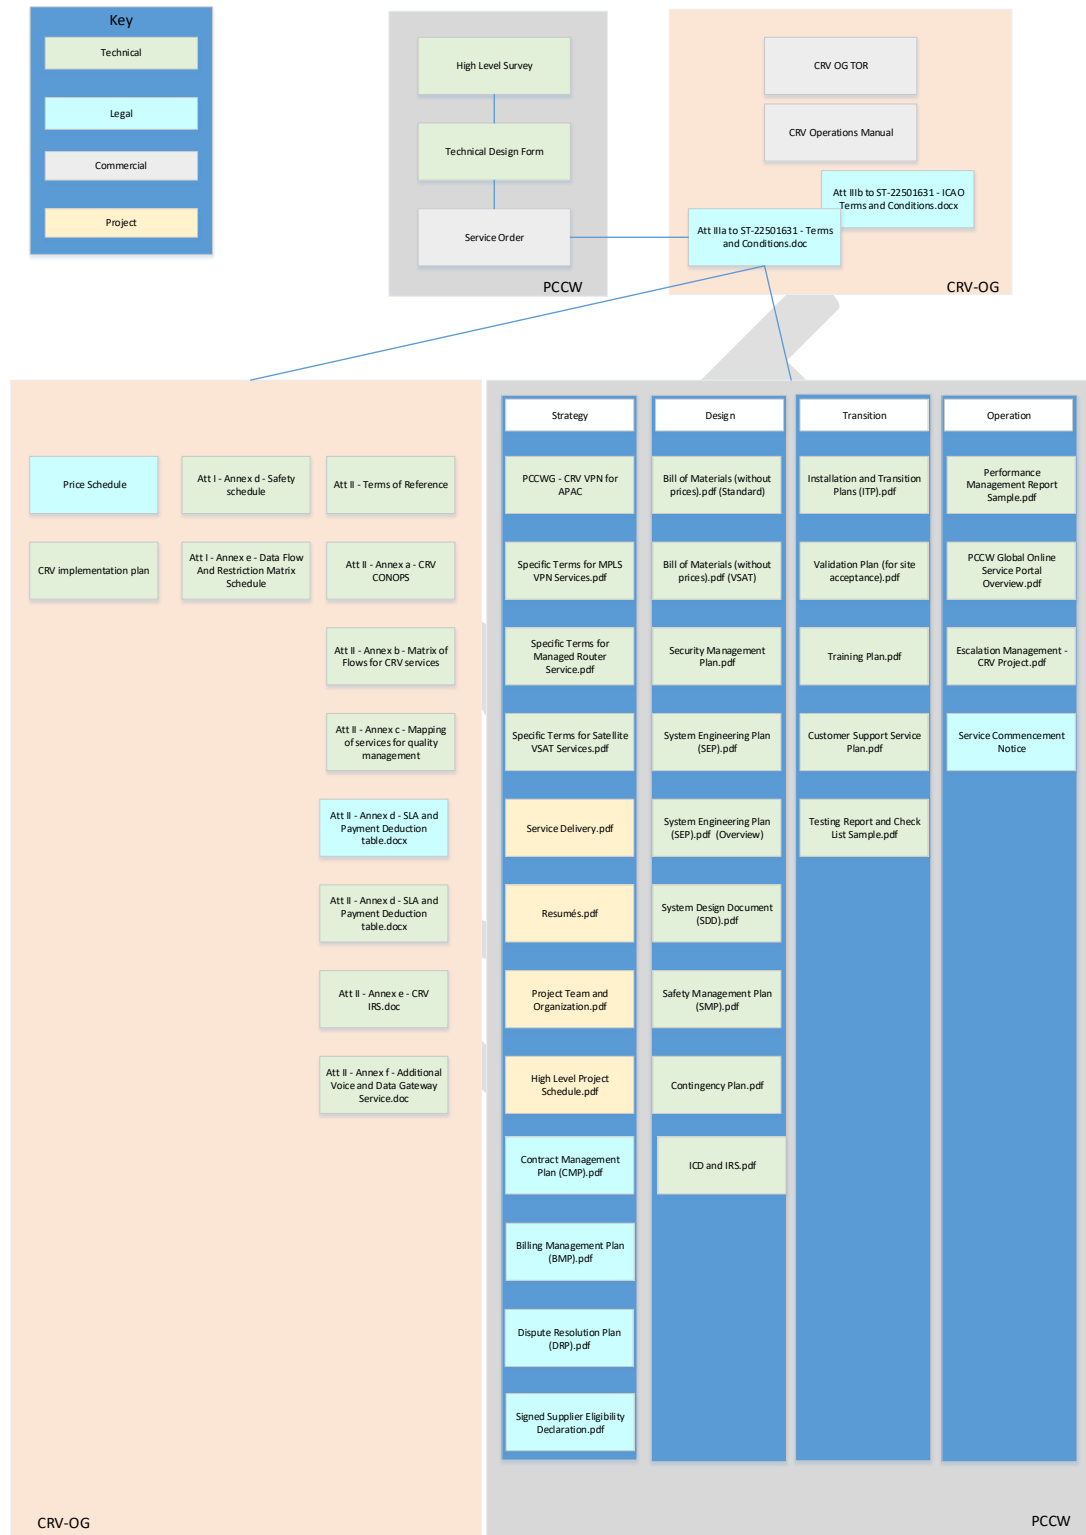 Key
Technical
Legal
Commercial
Project
High Level Survey
Technical Design Form
Service Order
PCCW
CRV OG TOR
CRV Operations Manual
Att IIIb to ST-22501631 - ICAO
Terms and Conditions.docx
Att IIIa to ST-22501631 - Terms
and Conditions.doc
CRV-OG
Price Schedule
Att I - Annex d - Safety
schedule
Att II - Terms of Reference
CRV implementation plan
Att I - Annex e - Data Flow
And Restriction Matrix
Schedule
Att II - Annex a - CRV
CONOPS
Att II - Annex b - Matrix of
Flows for CRV services
Att II - Annex c - Mapping
of services for quality
management
Att II - Annex d - SLA and
Payment Deduction
table.docx
Att II - Annex d - SLA and
Payment Deduction
table.docx
Att II - Annex e - CRV
IRS.doc
Att II - Annex f - Additional
Voice and Data Gateway
Service.doc
CRV-OG
Strategy
PCCWG - CRV VPN for
APAC
Specific Terms for MPLS
VPN Services.pdf
Specific Terms for
Managed Router
Service.pdf
Specific Terms for Satellite
VSAT Services.pdf
Service Delivery.pdf
Resumés.pdf
Project Team and
Organization.pdf
High Level Project
Schedule.pdf
Contract Management
Plan (CMP).pdf
Billing Management Plan
(BMP).pdf
Dispute Resolution Plan
(DRP).pdf
Signed Supplier Eligibility
Declaration.pdf
Design
Bill of Materials (without
prices).pdf (Standard)
Bill of Materials (without
prices).pdf (VSAT)
Security Management
Plan.pdf
System Engineering Plan
(SEP).pdf
System Engineering Plan
(SEP).pdf (Overview)
System Design Document
(SDD).pdf
Safety Management Plan
(SMP).pdf
Contingency Plan.pdf
ICD and IRS.pdf
Transition
Installation and Transition
Plans (ITP).pdf
Validation Plan (for site
acceptance).pdf
Training Plan.pdf
Customer Support Service
Plan.pdf
Testing Report and Check
List Sample.pdf
Operation
Performance
Management Report
Sample.pdf
PCCW Global Online
Service Portal
Overview.pdf
Escalation Management -
CRV Project.pdf
Service Commencement
Notice
PCCW